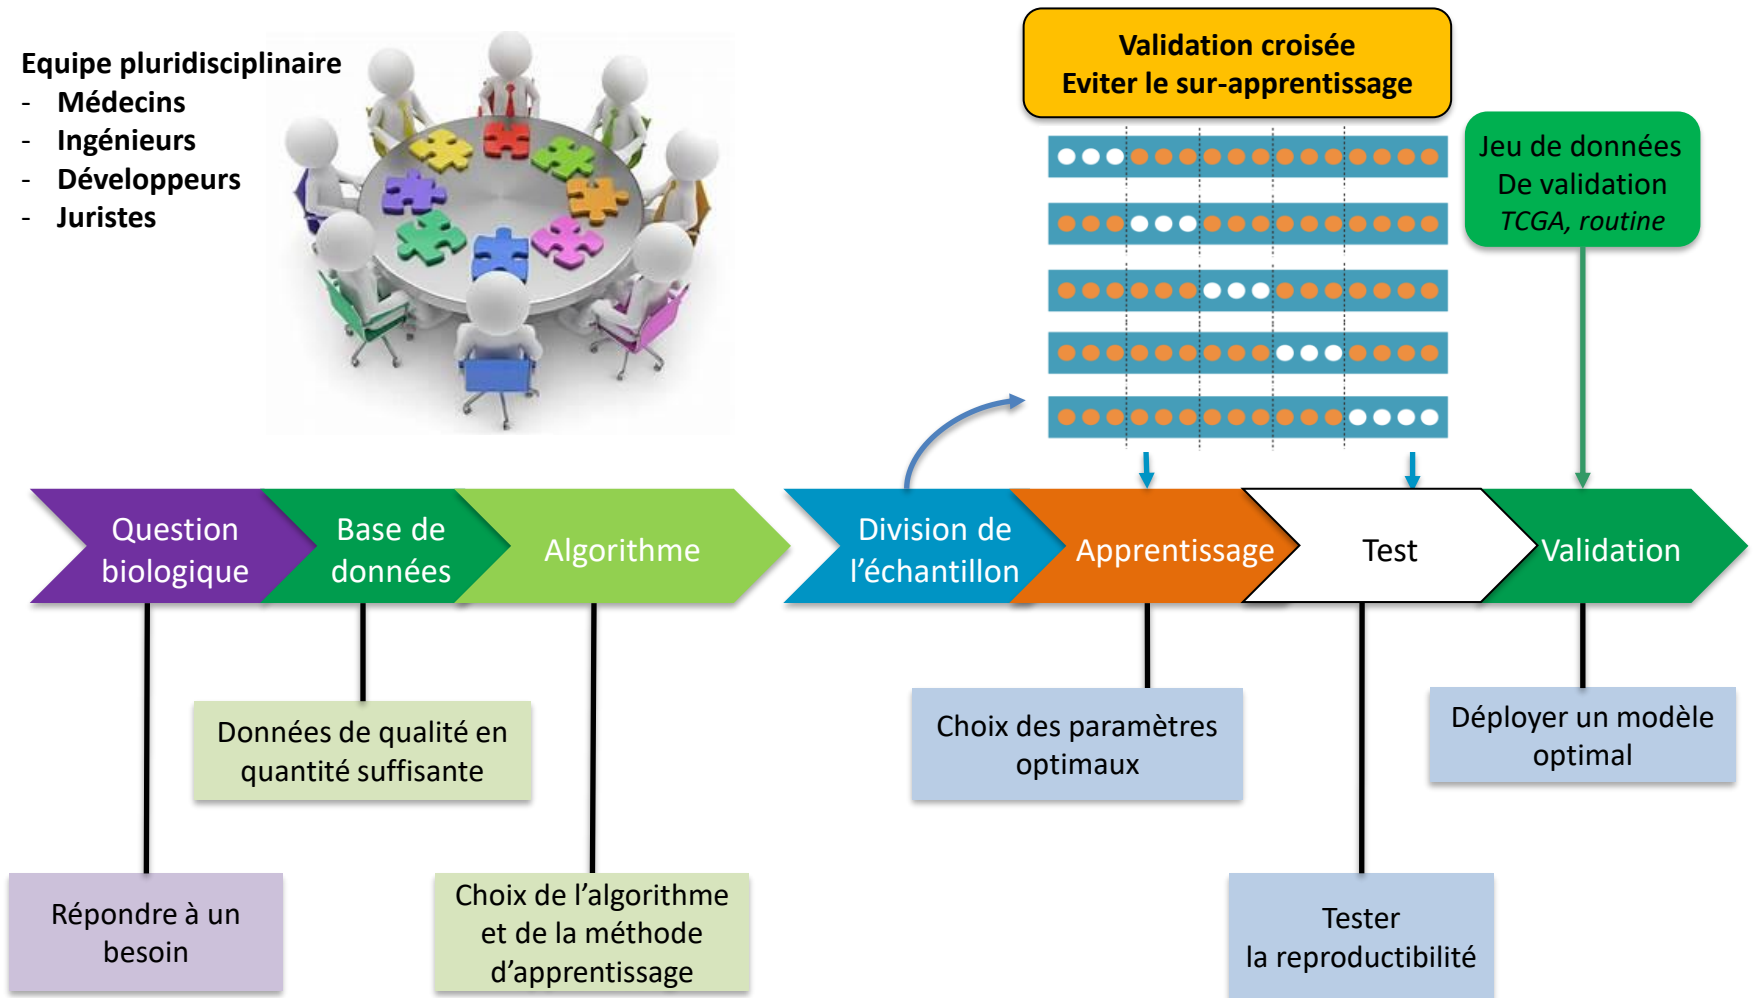 Equipe pluridisciplinaire
- Médecins
- Ingénieurs
- Développeurs
- Juristes
Validation croisée
Eviter le sur-apprentissage
Jeu de données
De validation
TCGA, routine
Question
biologique
Base de
données
Algorithme
Division de
l’échantillon
Apprentissage
Test
Validation
Données de qualité en
quantité suffisante
Choix des paramètres
optimaux
Déployer un modèle
optimal
Répondre à un
besoin
Choix de l’algorithme
et de la méthode
d’apprentissage
Tester
la reproductibilité